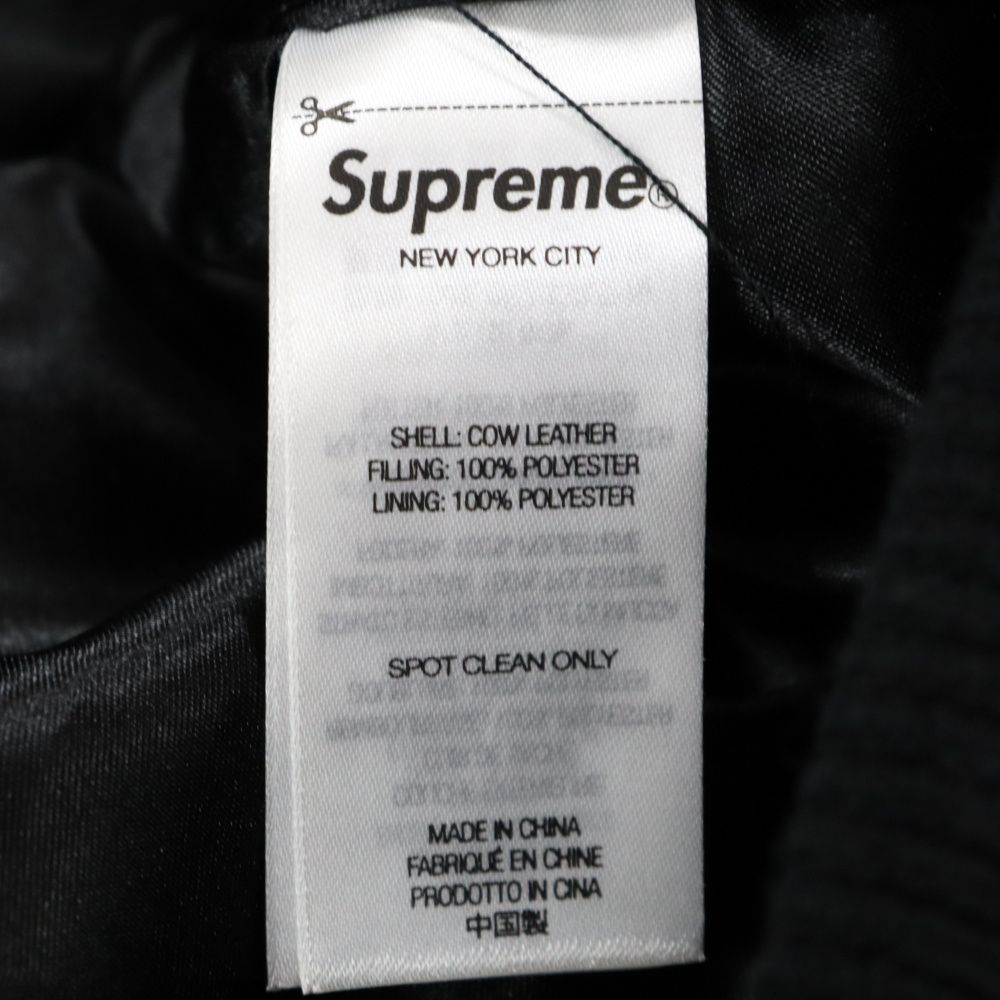 Supreme®
NEW YORK CITY
SHELL: COW LEATHER
FILLING: 100% POLYESTER
LINING: 100% POLYESTER
SPOT CLEAN ONLY
MADE IN CHINA
FABRIQUÉ EN CHINE
PRODOTTO IN CINA
中国製